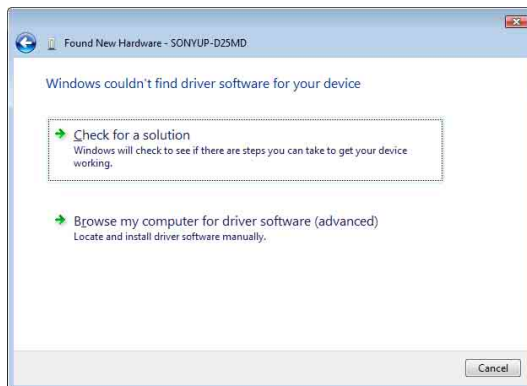 Found New Hardware - SONYUP-D25MD
Windows couldn't find driver software for your device
Check for a solution
Windows will check to see if there are steps you can take to get your device
working.
Browse my computer for driver software (advanced)
Locate and install driver software manually.
Cancel